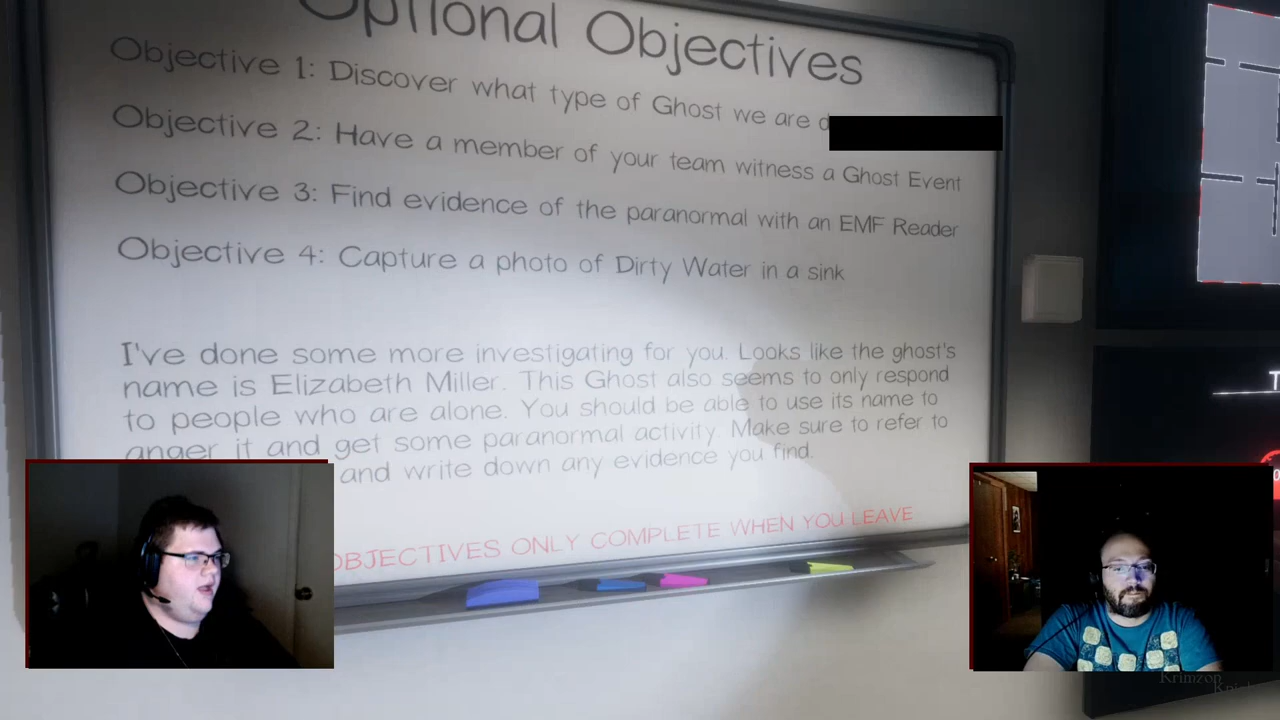 Optional Objectives
Objective 1: Discover what type of Ghost we are
Objective 2: Have a member of your team witness a Ghost Event
Objective 3: Find evidence of the paranormal with an EMF Reader
Objective 4: Capture a photo of Dirty Water in a sink
I've done some more investigating for you. Looks like the ghost's
name is Elizabeth Miller. This Ghost also seems to only respond
to people who are alone. You should be able to use its name to
anger it and get some paranormal activity. Make sure to refer to
and write down any evidence you find.
OBJECTIVES ONLY COMPLETE WHEN YOU LEAVE
Krimzon